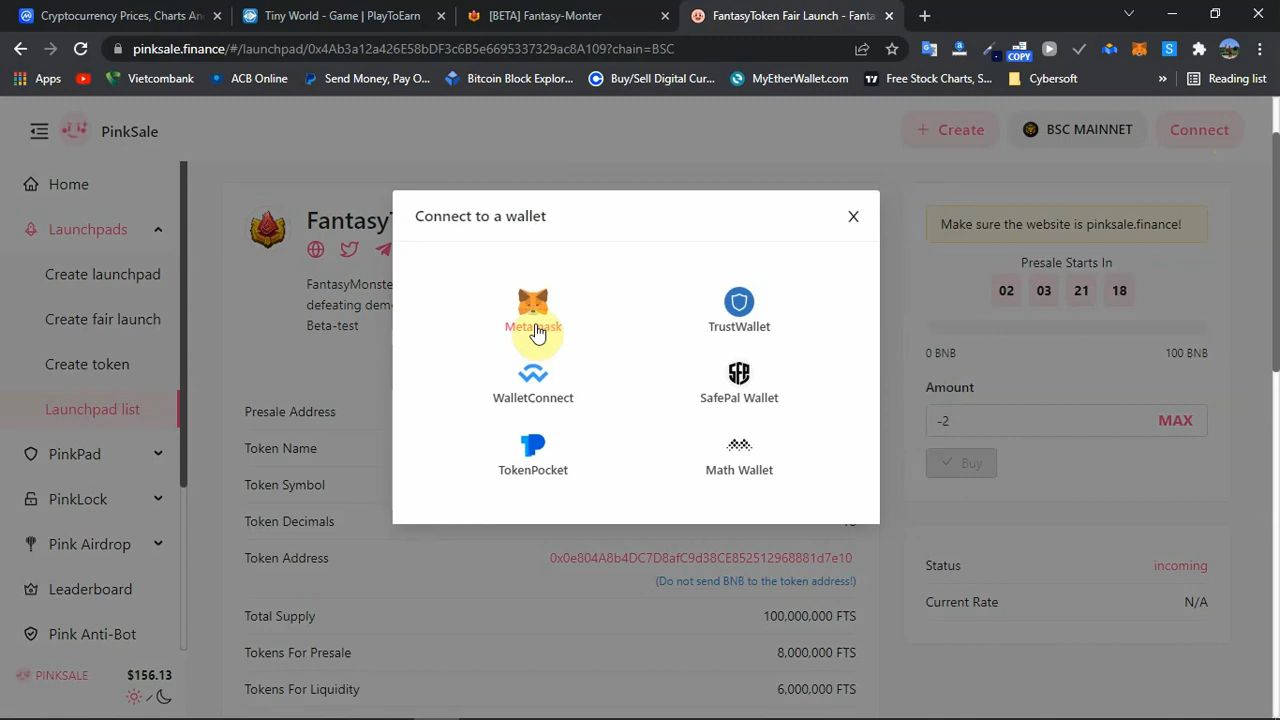 Cryptocurrency Prices, Charts An
Tiny World - Game | PlayToEarn
[BETA] Fantasy-Monter
FantasyToken Fair Launch - Fanta
pinksale.finance/#/launchpad/0x4Ab3a12a426E58bDF3c6B5e6695337329ac8A109?chain=BSC
COPY
Apps
Vietcombank
ACB Online
Send Money, Pay O...
Bitcoin Block Explor...
Buy/Sell Digital Cur...
MyEtherWallet.com
Free Stock Charts, S...
Cybersoft
»
Reading list
PinkSale
+ Create
BSC MAINNET
Connect
Home
Launchpads
Create launchpad
Create fair launch
Create token
Launchpad list
PinkPad
PinkLock
Pink Airdrop
Leaderboard
Pink Anti-Bot
PINKSALE
$156.13
Fantasy
FantasyMonste
defeating dem
Beta-test
Presale Address
Token Name
Token Symbol
Token Decimals
Token Address
0x0e804A8b4DC7D8afC9d38CE852512968881d7e10
(Do not send BNB to the token address!)
Total Supply
100,000,000 FTS
Tokens For Presale
8,000,000 FTS
Tokens For Liquidity
6,000,000 FTS
Connect to a wallet
X
Metamask
TrustWallet
WalletConnect
SafePal Wallet
TokenPocket
Math Wallet
Make sure the website is pinksale.finance!
Presale Starts In
02
03
21
18
0 BNB
100 BNB
Amount
-2
MAX
Buy
Status
incoming
Current Rate
N/A